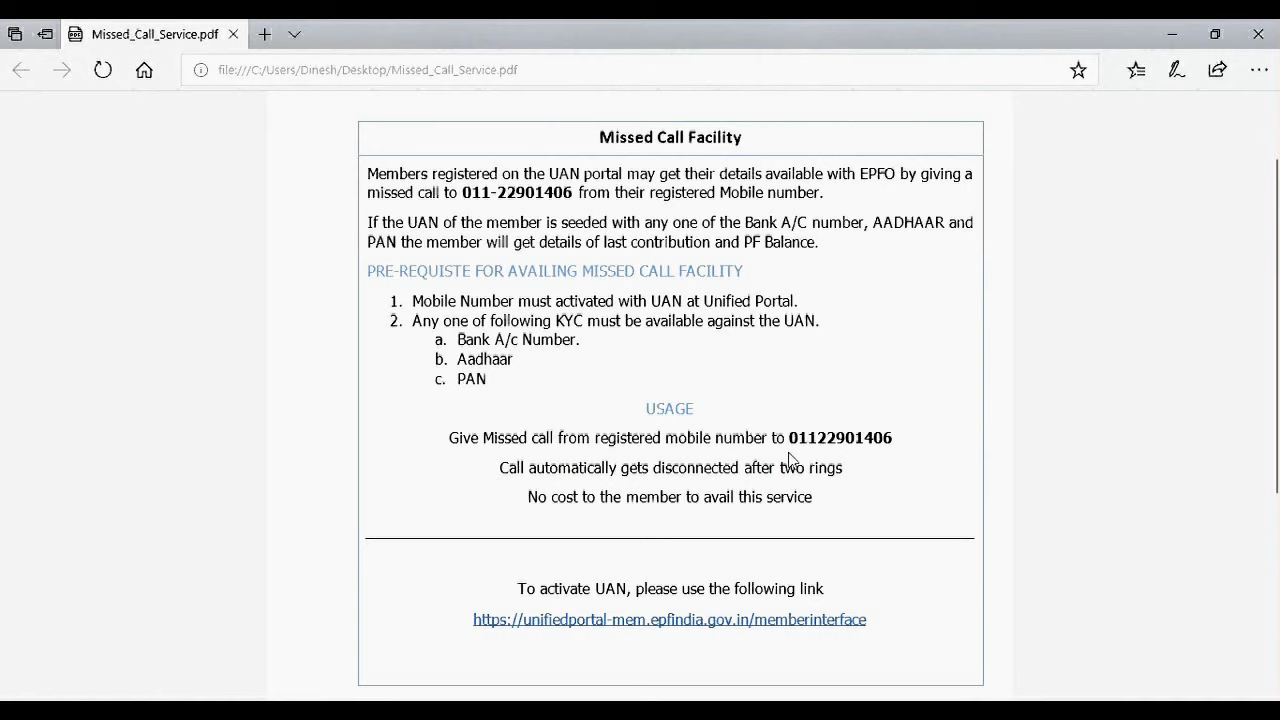 Missed_Call_Service.pdf
file:///C:/Users/Dinesh/Desktop/Missed_Call_Service.pdf
Missed Call Facility
Members registered on the UAN portal may get their details available with EPFO by giving a
missed call to 011-22901406 from their registered Mobile number.
If the UAN of the member is seeded with any one of the Bank A/C number, AADHAAR and
PAN the member will get details of last contribution and PF Balance.
PRE-REQUISTE FOR AVAILING MISSED CALL FACILITY
1. Mobile Number must activated with UAN at Unified Portal.
2. Any one of following KYC must be available against the UAN.
a. Bank A/c Number.
b. Aadhaar
c. PAN
USAGE
Give Missed call from registered mobile number to 01122901406
Call automatically gets disconnected after two rings
No cost to the member to avail this service
To activate UAN, please use the following link
https://unifiedportal-mem.epfindia.gov.in/memberinterface